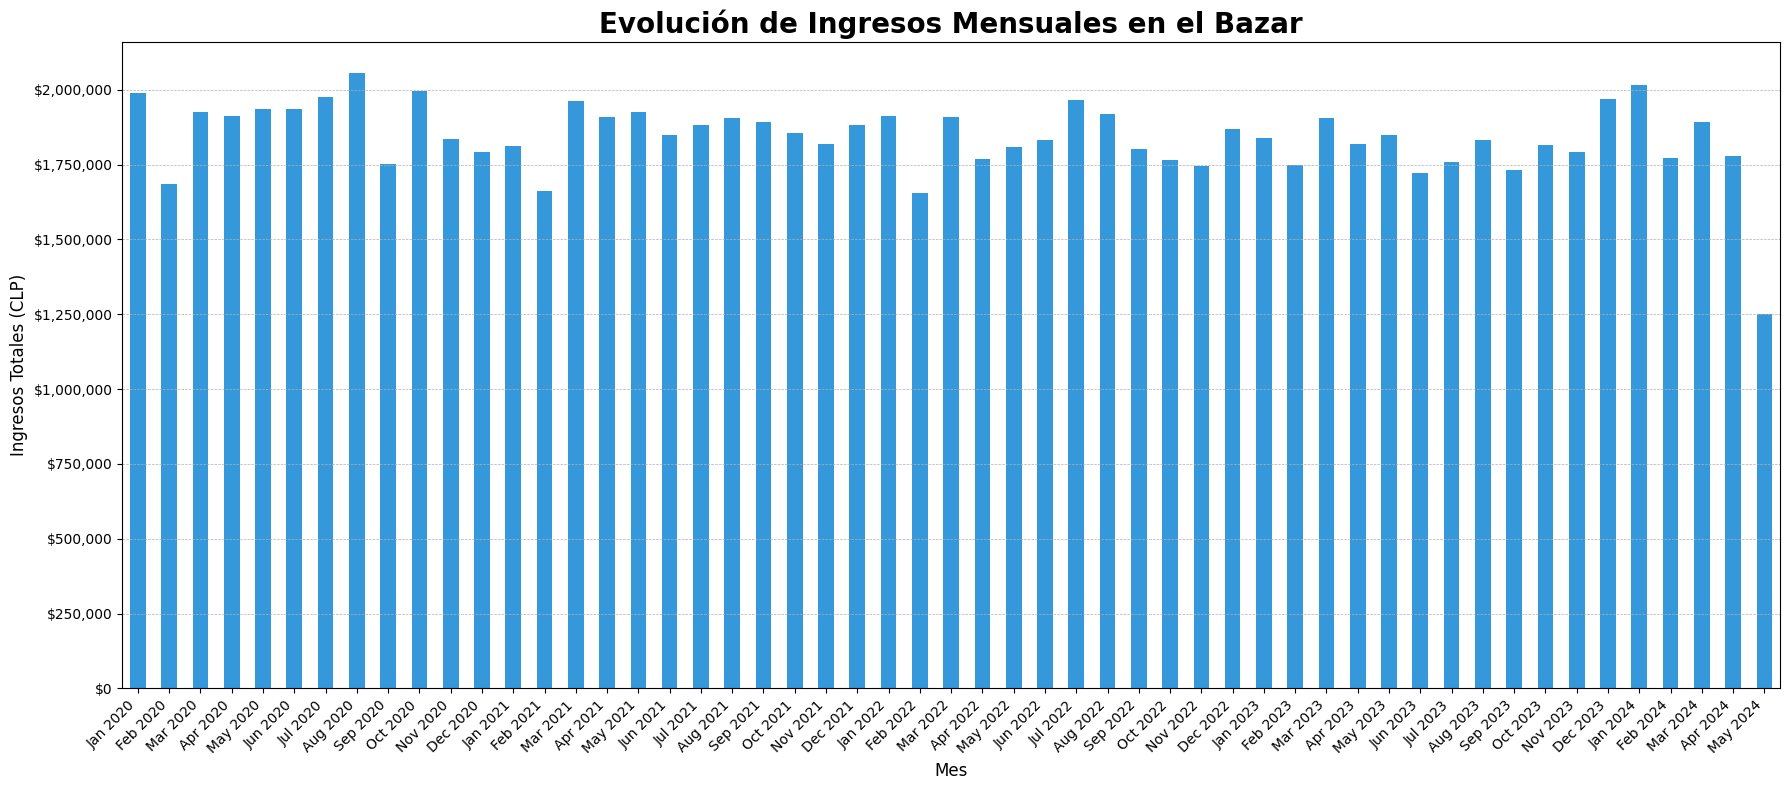 Evolución de Ingresos Mensuales en el Bazar
Ingresos Totales (CLP)
$2,000,000
$1,750,000
$1,500,000
$1,250,000
$1,000,000
$750,000
$500,000
$250,000
$0
Jan 2020
Feb 2020
Mar 2020
Apr 2020
May 2020
Jun 2020
Jul 2020
Aug 2020
Sep 2020
Oct 2020
Nov 2020
Dec 2020
Jan 2021
Feb 2021
Mar 2021
Apr 2021
May 2021
Jun 2021
Jul 2021
Aug 2021
Sep 2021
Oct 2021
Nov 2021
Dec 2021
Jan 2022
Feb 2022
Mar 2022
Apr 2022
May 2022
Jun 2022
Jul 2022
Aug 2022
Sep 2022
Oct 2022
Nov 2022
Dec 2022
Jan 2023
Feb 2023
Mar 2023
Apr 2023
May 2023
Jun 2023
Jul 2023
Aug 2023
Sep 2023
Oct 2023
Nov 2023
Dec 2023
Jan 2024
Feb 2024
Mar 2024
Apr 2024
May 2024
Mes